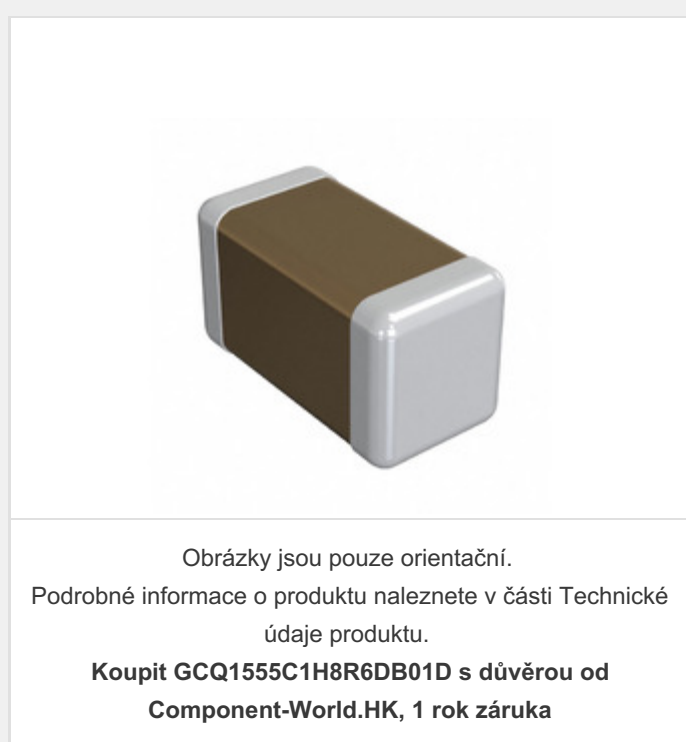 Obrázky jsou pouze orientační.
Podrobné informace o produktu naleznete v části Technické
údaje produktu.
Koupit GCQ1555C1H8R6DB01D s důvěrou od
Component-World.HK, 1 rok záruka